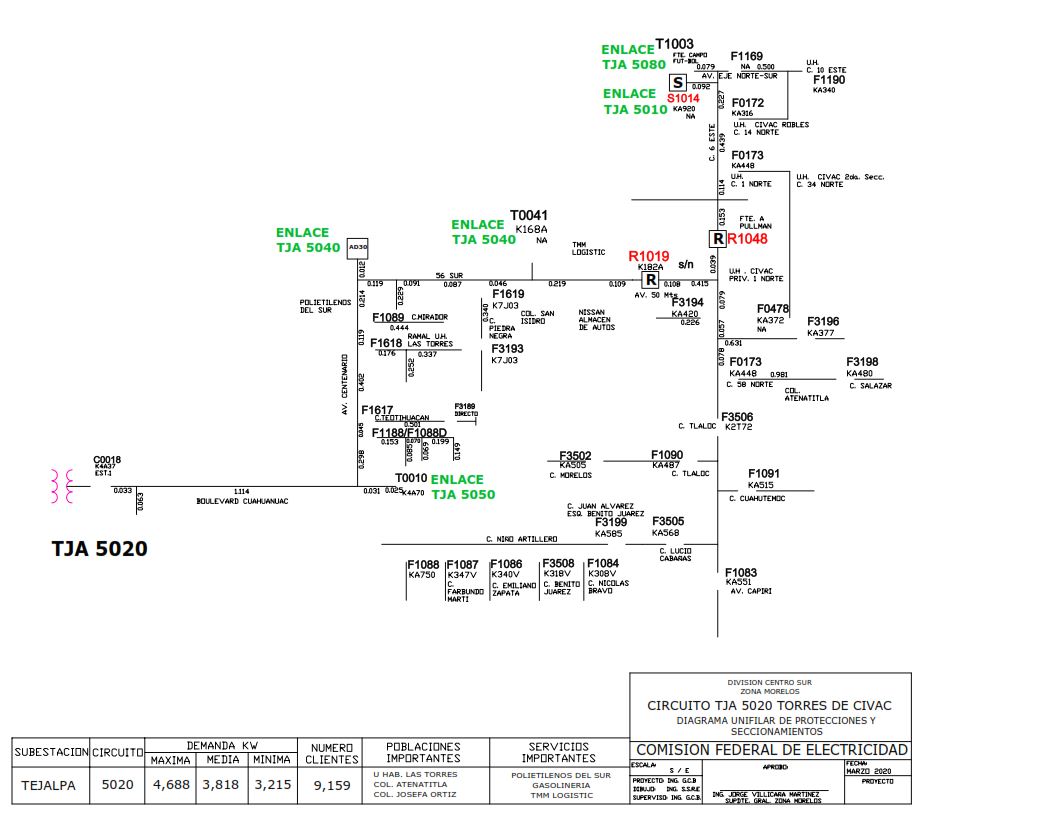 ENLACE
TJA 5080
T1003
FTE. CAMPO
FUT-BOL
0.079
F1169
NA 0.500
U.H.
C. 10 ESTE
F1190
KA340
AV. EJE NORTE-SUR
S
0.092
ENLACE
TJA 5010
S1014
KA920
NA
0.227
F0172
KA316
U.H. CIVAC ROBLES
C. 14 NORTE
C. 6 ESTE
0.439
F0173
KA448
U.H.
C. 1 NORTE
0.114
U.H. CIVAC 2da. Secc.
C. 34 NORTE
0.153
FTE. A
PULLMAN
R
R1048
0.039
U.H . CIVAC
PRIV. 1 NORTE
ENLACE
TJA 5040
AD30
0.012
ENLACE
TJA 5040
T0041
K168A
NA
TMM
LOGISTIC
R1019
K182A
R
s/n
0.108
0.415
AV. 50 Mts
56 SUR
0.119
0.091
0.087
0.046
0.219
0.109
0.214
0.229
POLIETILENOS
DEL SUR
F1089
C.MIRADOR
0.444
0.340
F1619
K7J03
C.
PIEDRA
NEGRA
COL. SAN
ISIDRO
NISSAN
ALMACEN
DE AUTOS
F3194
KA420
0.226
0.079
0.057
F0478
KA372
NA
F3196
KA377
0.631
0.119
F1618
RAMAL U.H.
LAS TORRES
0.176
0.337
0.252
F3193
K7J03
0.078
F0173
KA448
0.981
C. 58 NORTE
COL.
ATENATITLA
F3198
KA480
C. SALAZAR
AV. CENTENARIO
0.402
F1617
C.TEOTIHUACAN
0.501
F3189
DIRECTO
0.045
F1188/F1088D
0.153
0.070
0.199
0.085
0.069
0.149
0.298
C. TLALOC
F3506
K2T72
F3502
KA505
C. MORELOS
F1090
KA487
C. TLALOC
F1091
KA515
C. CUAHUTEMOC
C0018
K4A37
EST.1
0.033
0.063
1.114
BOULEVARD CUAHUANUAC
0.031
0.025
T0010
K4A70
ENLACE
TJA 5050
TJA 5020
C. JUAN ALVAREZ
ESQ. BENITO JUAREZ
F3199
KA585
F3505
KA568
C. LUCIO
CABAÑAS
C. NIÑO ARTILLERO
F1088
KA750
F1087
K347V
C.
FARBUNDO
MARTI
F1086
K340V
C. EMILIANO
ZAPATA
F3508
K318V
C. BENITO
JUAREZ
F1084
K308V
C. NICOLAS
BRAVO
F1083
KA551
AV. CAPIRI
SUBESTACION
CIRCUITO
DEMANDA KW
MAXIMA
MEDIA
MINIMA
NUMERO
CLIENTES
POBLACIONES
IMPORTANTES
SERVICIOS
IMPORTANTES
TEJALPA
5020
4,688
3,818
3,215
9,159
U HAB. LAS TORRES
COL. ATENATITLA
COL. JOSEFA ORTIZ
POLIETILENOS DEL SUR
GASOLINERIA
TMM LOGISTIC
DIVISION CENTRO SUR
ZONA MORELOS
CIRCUITO TJA 5020 TORRES DE CIVAC
DIAGRAMA UNIFILAR DE PROTECCIONES Y
SECCIONAMIENTOS
COMISION FEDERAL DE ELECTRICIDAD
ESCALA:
S / E
PROYECTO: ING. G.C.B
DIBUJO: ING. S.S.R.E
SUPERVISO: ING. G.C.B.
APROBO:
ING. JORGE VILLICAÑA MARTINEZ
SUPDTE. GRAL. ZONA MORELOS
FECHA:
MARZO 2020
PROYECTO